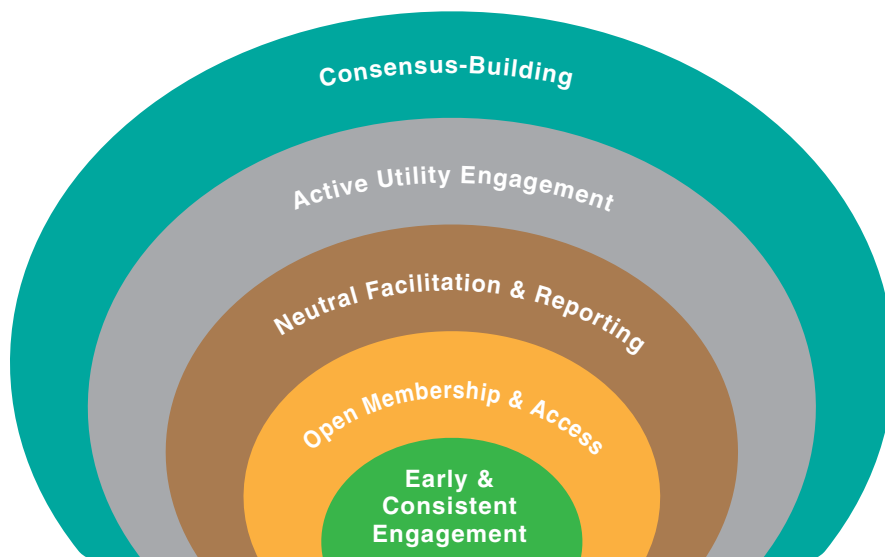 Consensus-Building
Active Utility Engagement
Neutral Facilitation & Reporting
Open Membership & Access
Early &
Consistent
Engagement